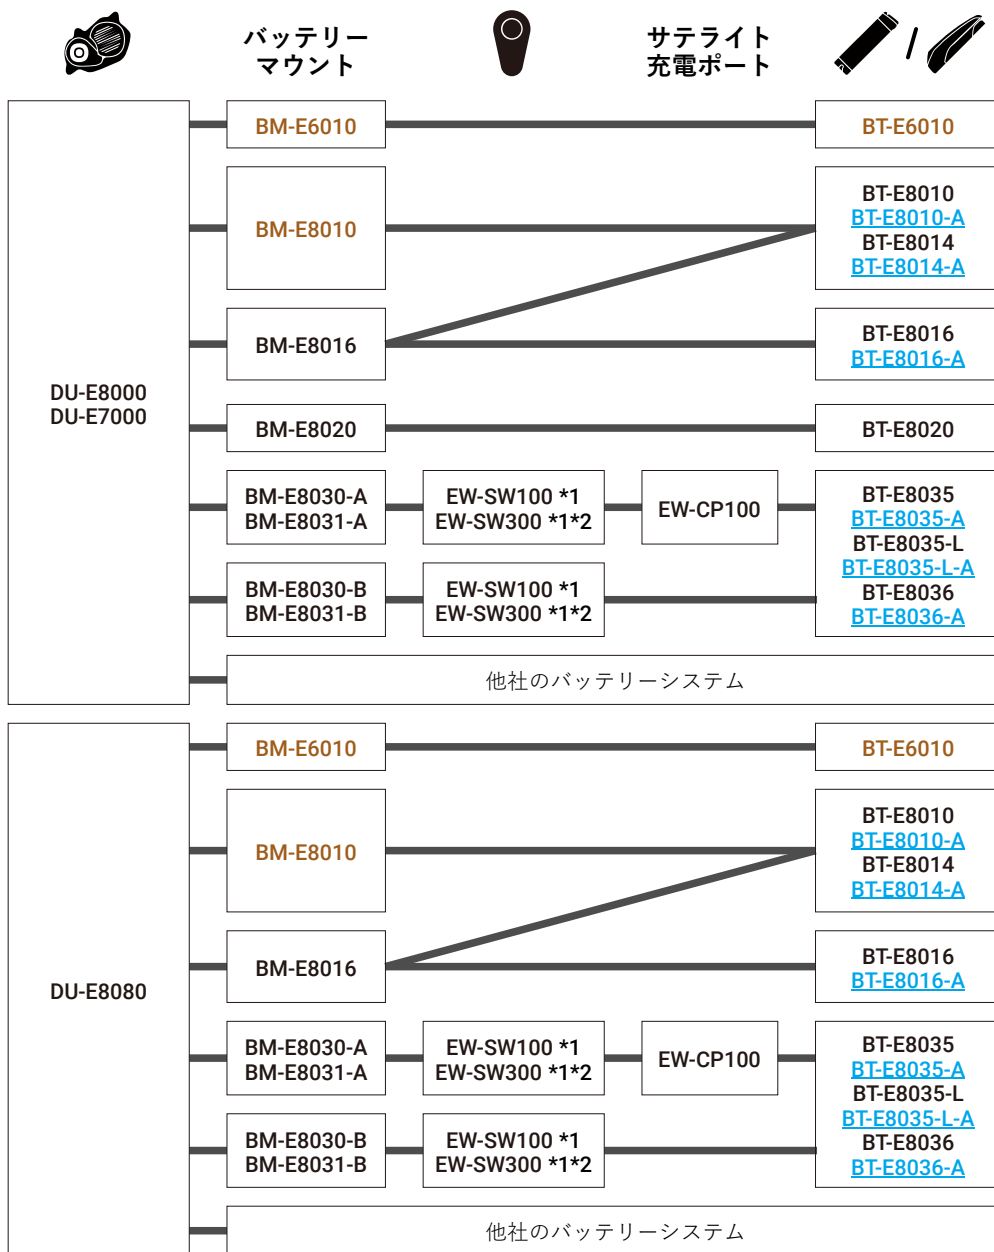 バッテリー
マウント
サテライト
充電ポート
/
DU-E8000
DU-E7000
BM-E6010
BT-E6010
BM-E8010
BT-E8010
BT-E8010-A
BT-E8014
BT-E8014-A
BM-E8016
BT-E8016
BT-E8016-A
BM-E8020
BT-E8020
BM-E8030-A
BM-E8031-A
EW-SW100 *1
EW-SW300 *1*2
EW-CP100
BT-E8035
BT-E8035-A
BT-E8035-L
BT-E8035-L-A
BT-E8036
BT-E8036-A
BM-E8030-B
BM-E8031-B
EW-SW100 *1
EW-SW300 *1*2
他社のバッテリーシステム
DU-E8080
BM-E6010
BT-E6010
BM-E8010
BT-E8010
BT-E8010-A
BT-E8014
BT-E8014-A
BM-E8016
BT-E8016
BT-E8016-A
BM-E8030-A
BM-E8031-A
EW-SW100 *1
EW-SW300 *1*2
EW-CP100
BT-E8035
BT-E8035-A
BT-E8035-L
BT-E8035-L-A
BT-E8036
BT-E8036-A
BM-E8030-B
BM-E8031-B
EW-SW100 *1
EW-SW300 *1*2
他社のバッテリーシステム